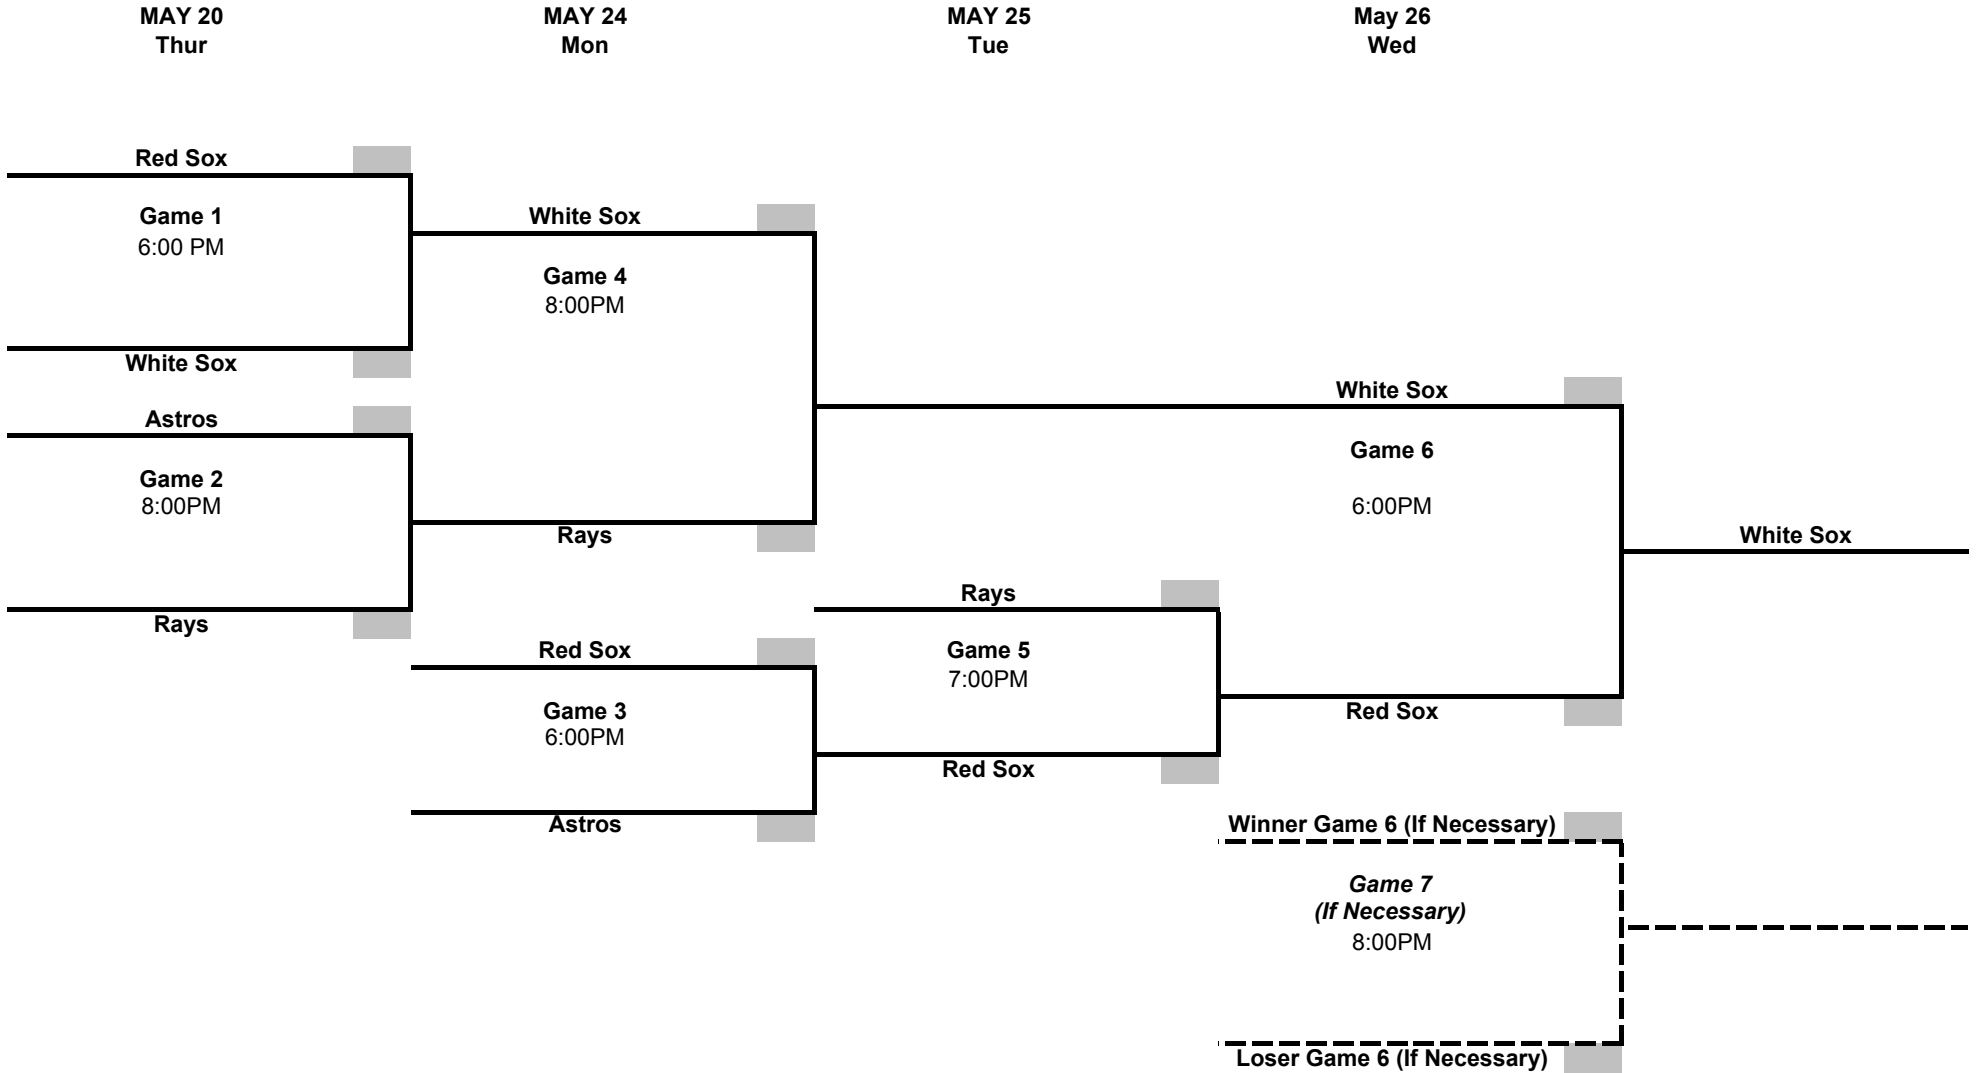 MAY 20
Thur
MAY 24
Mon
MAY 25
Tue
May 26
Wed
Red Sox
Game 1
6:00 PM
White Sox
Astros
Game 2
8:00PM
Rays
White Sox
Game 4
8:00PM
Rays
Red Sox
Game 3
6:00PM
Astros
Rays
Game 5
7:00PM
Red Sox
White Sox
Game 6
6:00PM
Red Sox
White Sox
Winner Game 6 (If Necessary)
Game 7
(If Necessary)
8:00PM
Loser Game 6 (If Necessary)